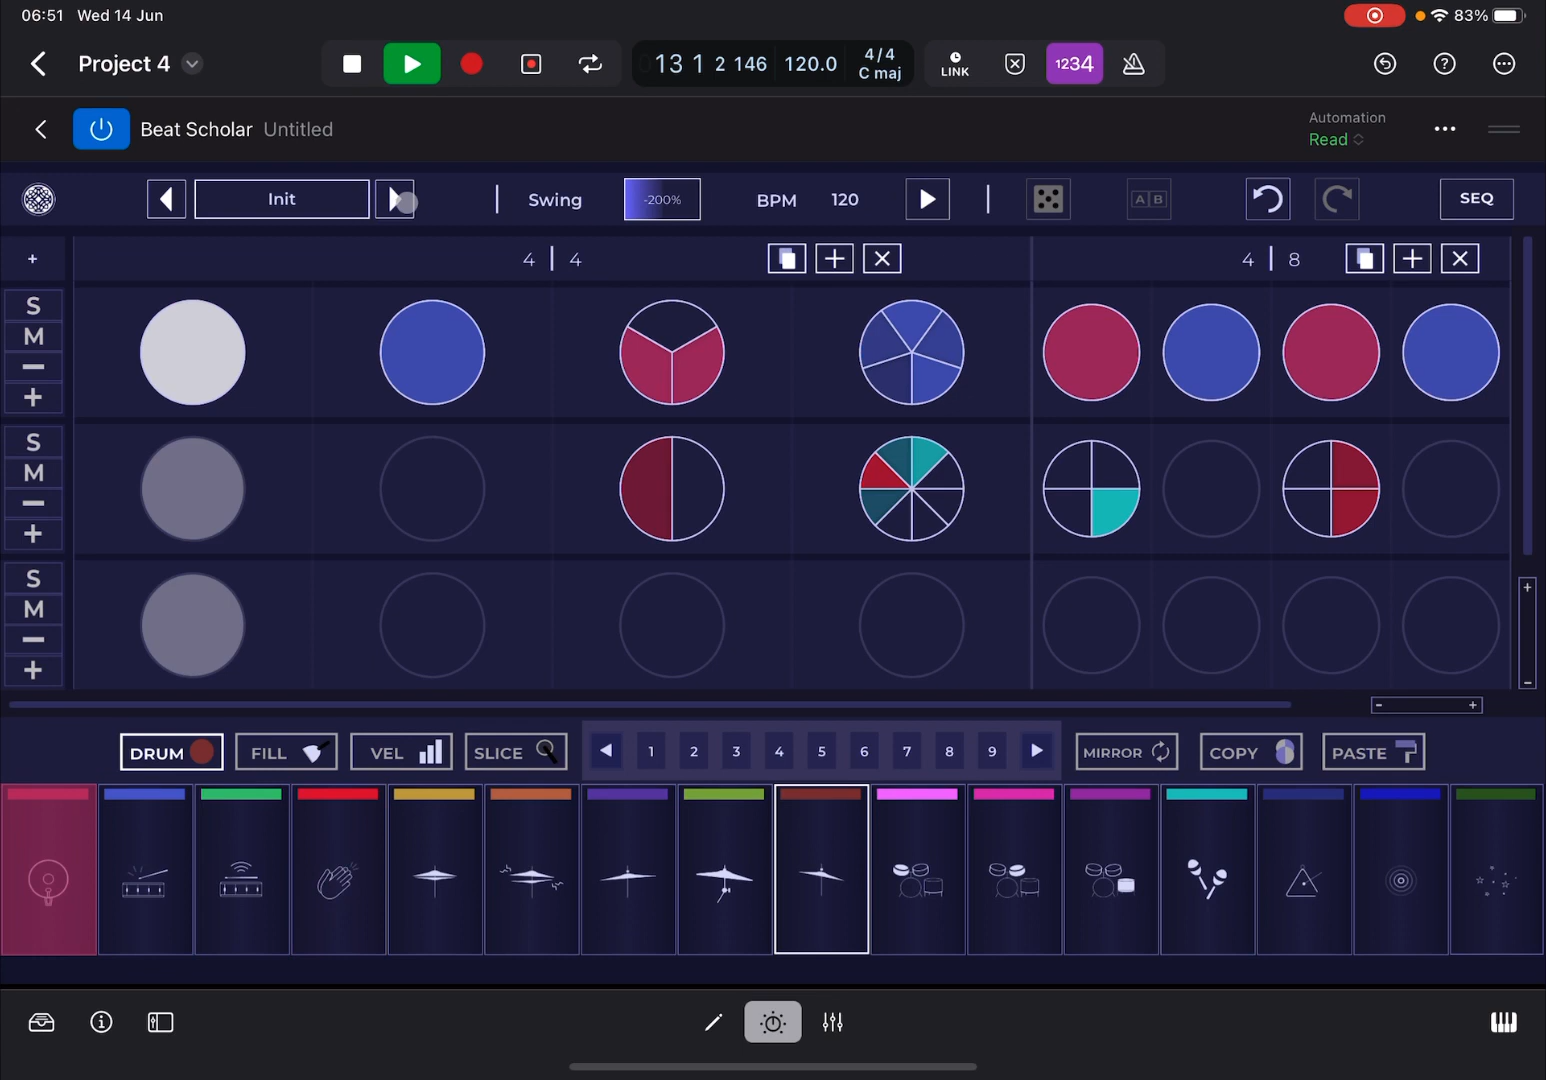 06:51 Wed 14 Jun
83%
Project 4
13 1 2 146 120.0 4/4
C maj
LINK
1234
Beat Scholar Untitled
Automation
Read
Init
Swing
-200%
BPM 120
A|B
SEQ
+
4 | 4
4 | 8
S
M
−
+
S
M
−
+
S
M
−
+
+
−
− +
DRUM
FILL
VEL
SLICE
1 2 3 4 5 6 7 8 9
MIRROR
COPY
PASTE